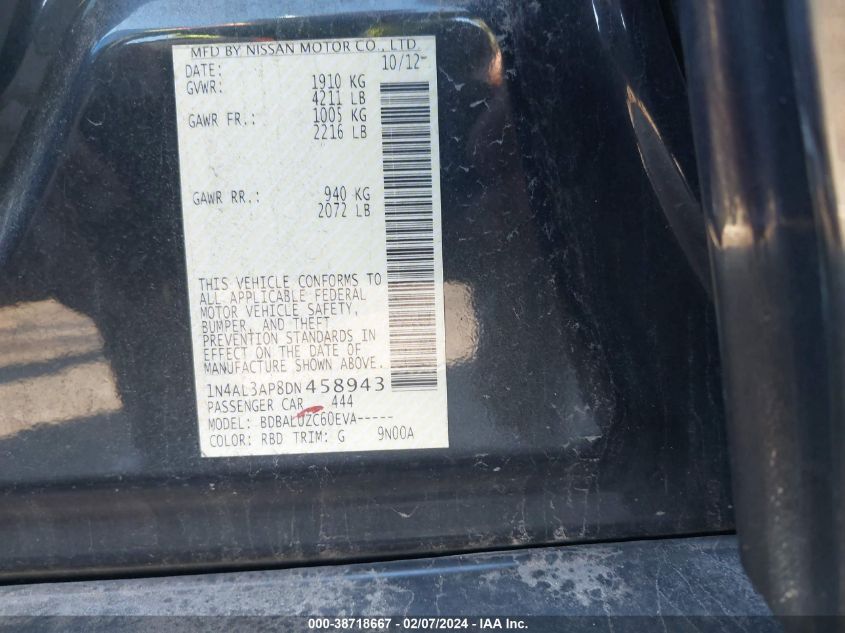 MFD BY NISSAN MOTOR CO., LTD.
DATE: 10/12
GVWR: 1910 KG
4211 LB
GAWR FR.: 1005 KG
2216 LB
GAWR RR.: 940 KG
2072 LB
THIS VEHICLE CONFORMS TO
ALL APPLICABLE FEDERAL
MOTOR VEHICLE SAFETY,
BUMPER, AND THEFT
PREVENTION STANDARDS IN
EFFECT ON THE DATE OF
MANUFACTURE SHOWN ABOVE.
1N4AL3AP8DN458943
PASSENGER CAR 444
MODEL: BDBALUZC60EVA-----
COLOR: RBD TRIM: G 9N00A
000-38718667 - 02/07/2024 - IAAI.com